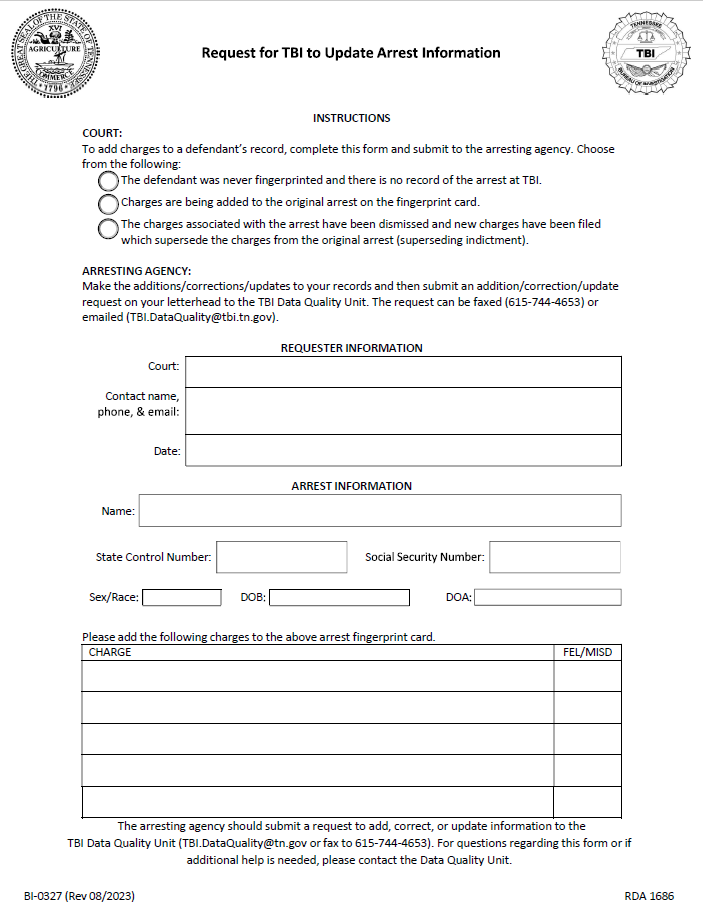 THE GREAT SEAL OF THE STATE OF TENNESSEE
XVI
AGRICULTURE
COMMERCE
1796
Request for TBI to Update Arrest Information
TENNESSEE
TBI
BUREAU OF INVESTIGATION
INSTRUCTIONS
COURT:
To add charges to a defendant's record, complete this form and submit to the arresting agency. Choose
from the following:
The defendant was never fingerprinted and there is no record of the arrest at TBI.
Charges are being added to the original arrest on the fingerprint card.
The charges associated with the arrest have been dismissed and new charges have been filed
which supersede the charges from the original arrest (superseding indictment).
ARRESTING AGENCY:
Make the additions/corrections/updates to your records and then submit an addition/correction/update
request on your letterhead to the TBI Data Quality Unit. The request can be faxed (615-744-4653) or
emailed (TBI.DataQuality@tbi.tn.gov).
REQUESTER INFORMATION
Court:
Contact name,
phone, & email:
Date:
ARREST INFORMATION
Name:
State Control Number: Social Security Number:
Sex/Race: DOB: DOA:
Please add the following charges to the above arrest fingerprint card.
CHARGE FEL/MISD
The arresting agency should submit a request to add, correct, or update information to the
TBI Data Quality Unit (TBI.DataQuality@tn.gov or fax to 615-744-4653). For questions regarding this form or if
additional help is needed, please contact the Data Quality Unit.
BI-0327 (Rev 08/2023) RDA 1686